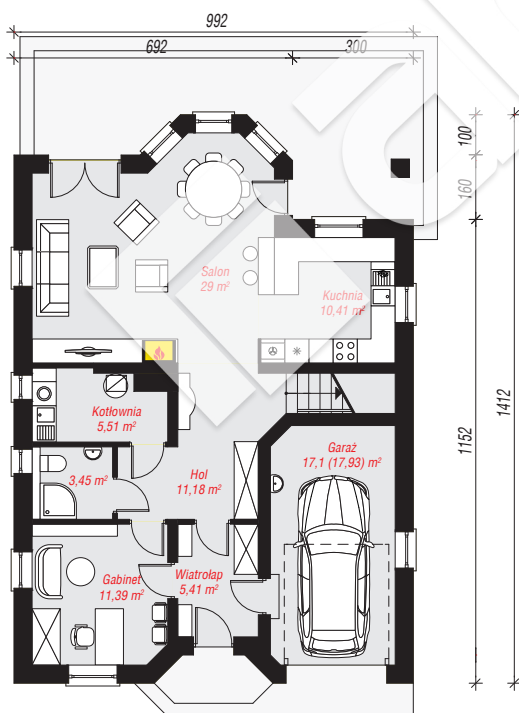 992
692
300
100
160
1152
1412
Salon
29 m²
Kuchnia
10,41 m²
Kotłownia
5,51 m²
3,45 m²
Hol
11,18 m²
Garaż
17,1 (17,93) m²
Gabinet
11,39 m²
Wiatrołap
5,41 m²